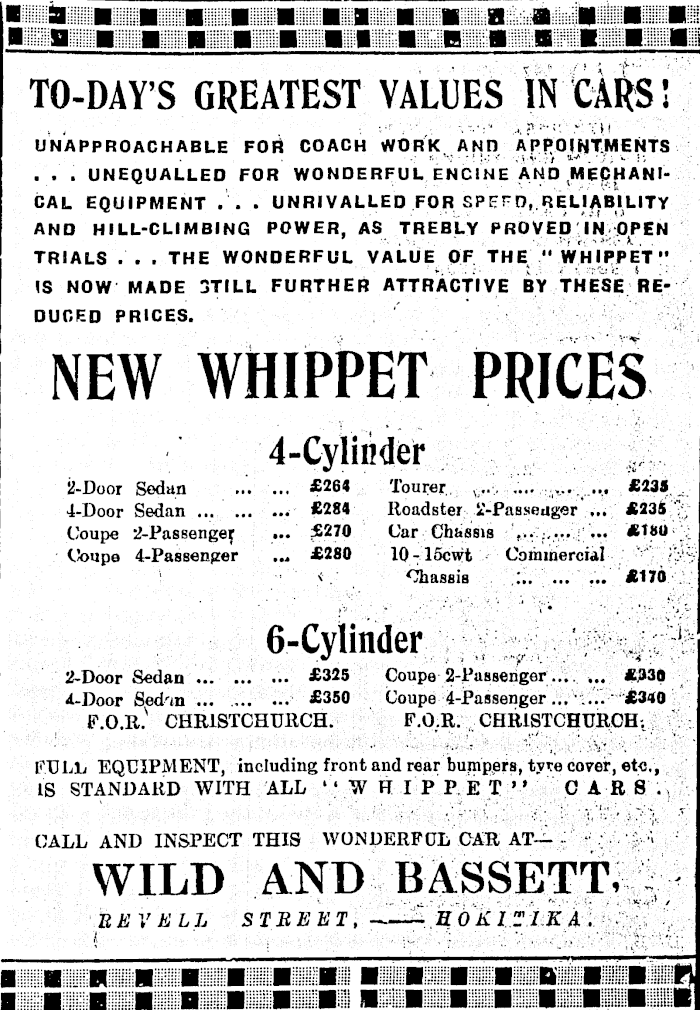 TO-DAY'S GREATEST VALUES IN CARS!
UNAPPROACHABLE FOR COACH WORK AND APPOINTMENTS
. . . UNEQUALLED FOR WONDERFUL ENGINE AND MECHANI-
CAL EQUIPMENT . . . UNRIVALLED FOR SPEED, RELIABILITY
AND HILL-CLIMBING POWER, AS TREBLY PROVED IN OPEN
TRIALS . . . THE WONDERFUL VALUE OF THE "WHIPPET"
IS NOW MADE STILL FURTHER ATTRACTIVE BY THESE RE-
DUCED PRICES.
NEW WHIPPET PRICES
4-Cylinder
2-Door Sedan ... ... £264
4-Door Sedan ... ... ... £284
Coupe 2-Passenger ... £270
Coupe 4-Passenger ... £280
Tourer ... ... ... ... £235
Roadster 2-Passenger ... £235
Car Chassis ... ... ... £180
10-15cwt Commercial
Chassis ... ... ... £170
6-Cylinder
2-Door Sedan ... ... ... £325
4-Door Sedan ... ... ... £350
F.O.R. CHRISTCHURCH.
Coupe 2-Passenger ... ... £330
Coupe 4-Passenger ... ... £340
F.O.R. CHRISTCHURCH.
FULL EQUIPMENT, including front and rear bumpers, tyre cover, etc.,
IS STANDARD WITH ALL "WHIPPET" CARS.
CALL AND INSPECT THIS WONDERFUL CAR AT—
WILD AND BASSETT,
REVELL STREET, —— HOKITIKA.